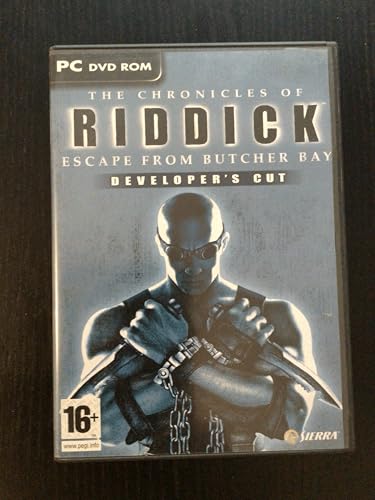 PC DVD ROM
THE CHRONICLES OF
RIDDICK
ESCAPE FROM BUTCHER BAY
DEVELOPER'S CUT
16+
www.pegi.info
SIERRA